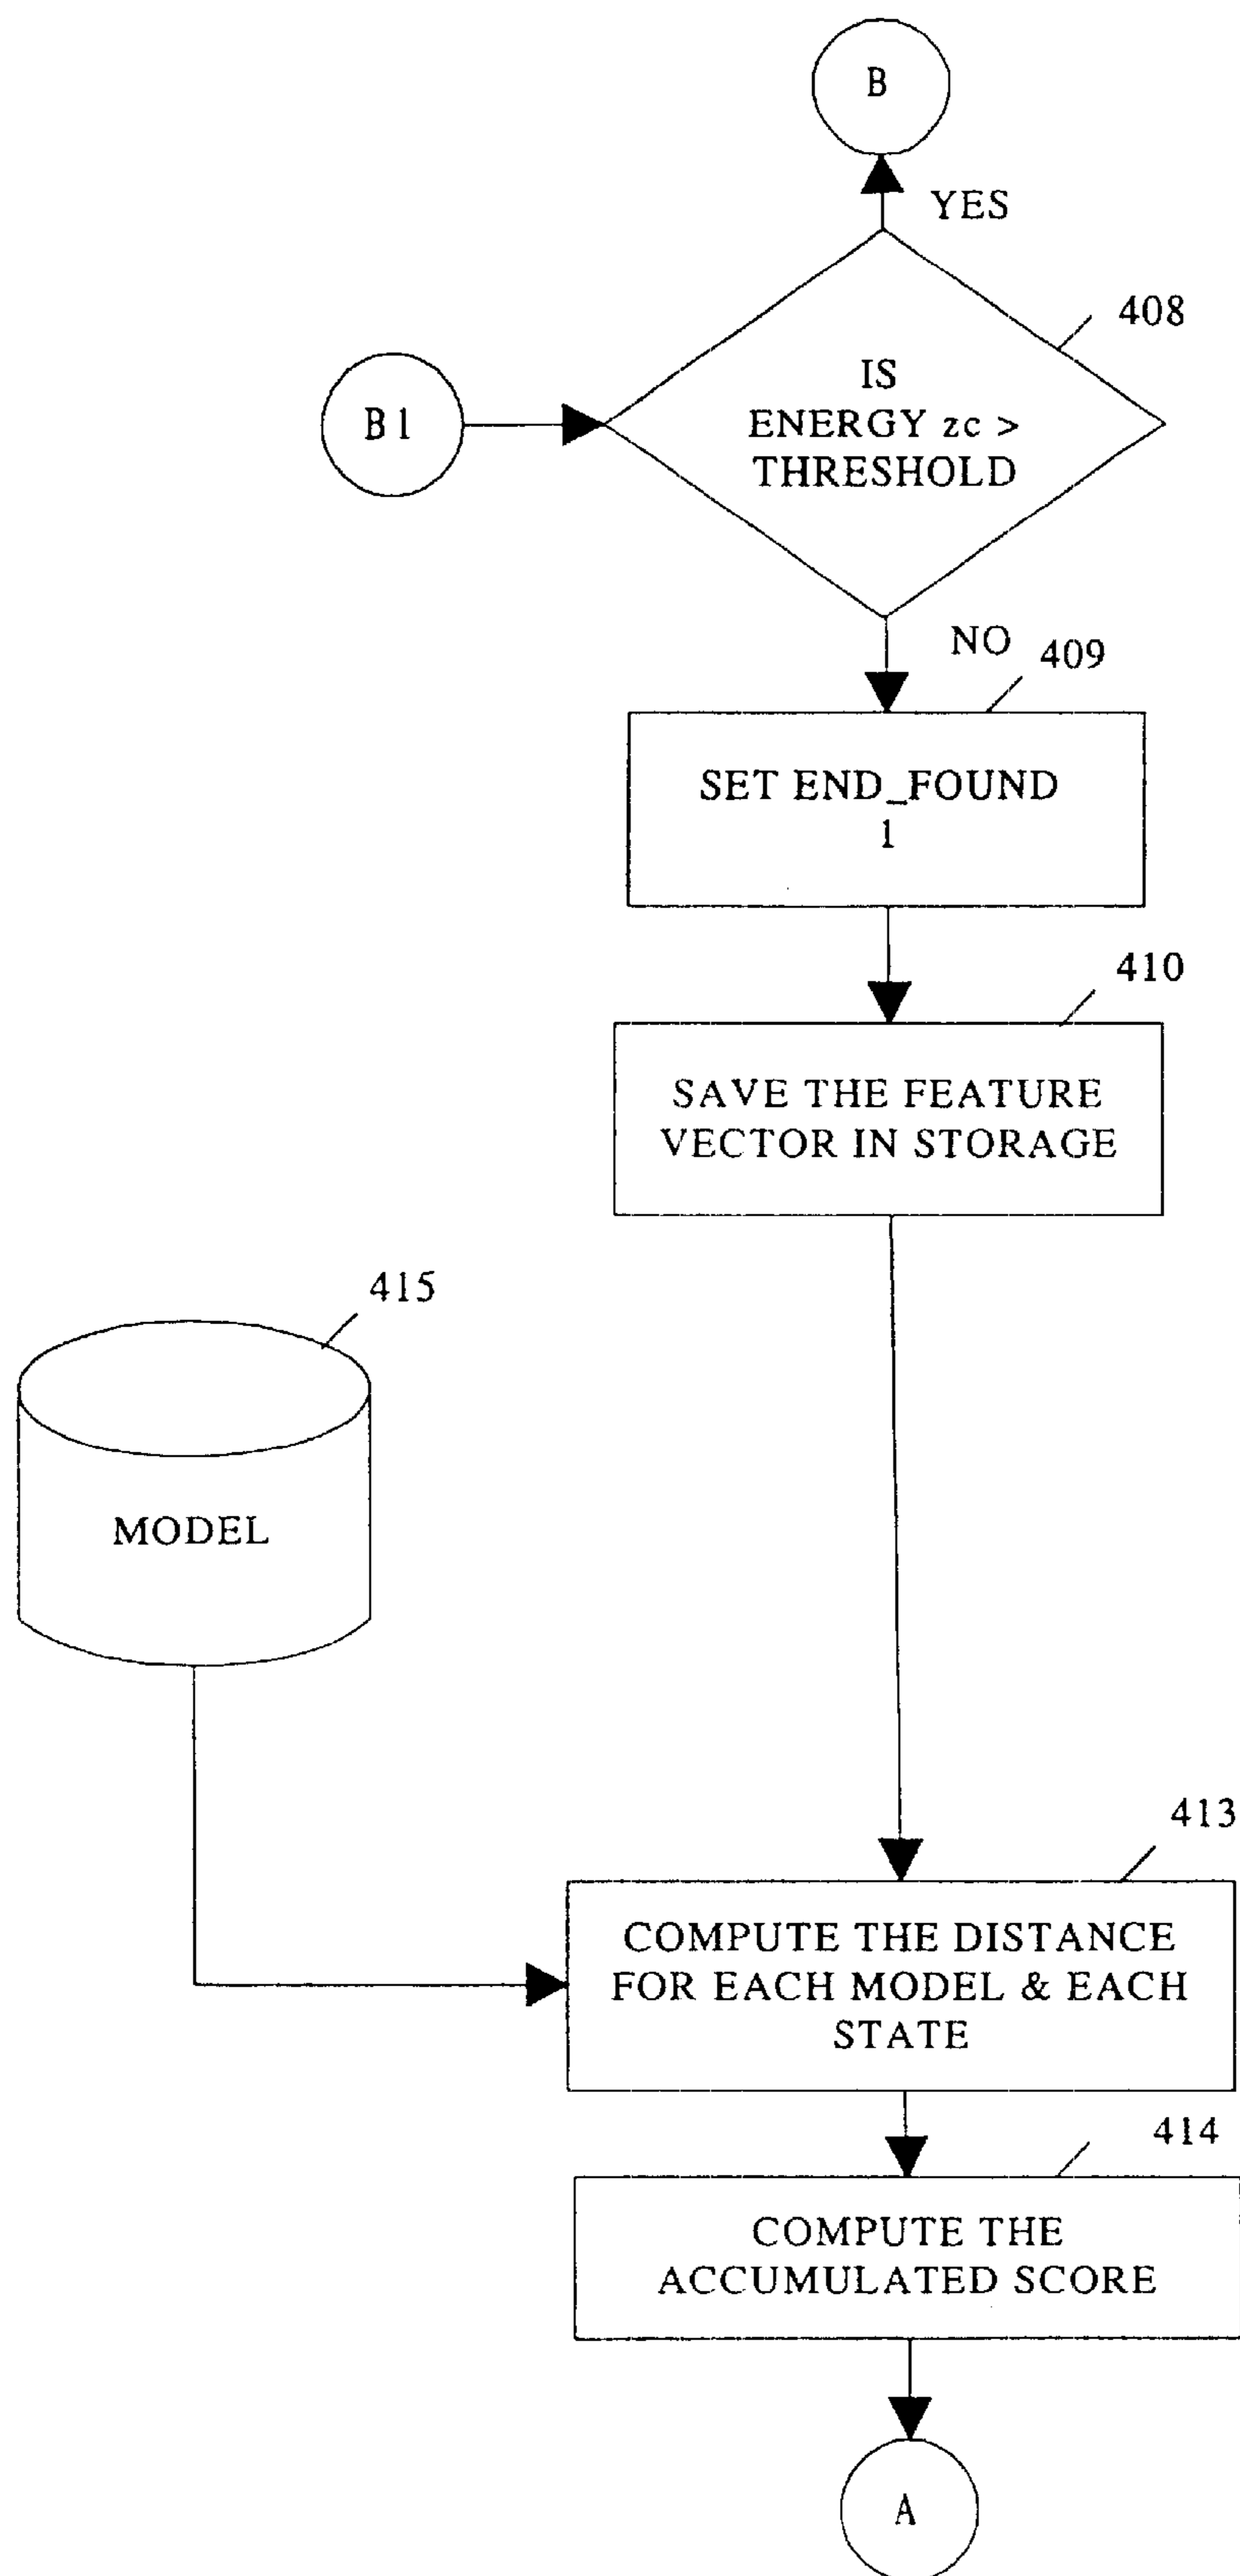 B
YES
408
B1
IS
ENERGY zc >
THRESHOLD
NO
409
SET END_FOUND
1
410
SAVE THE FEATURE
VECTOR IN STORAGE
415
MODEL
413
COMPUTE THE DISTANCE
FOR EACH MODEL & EACH
STATE
414
COMPUTE THE
ACCUMULATED SCORE
A